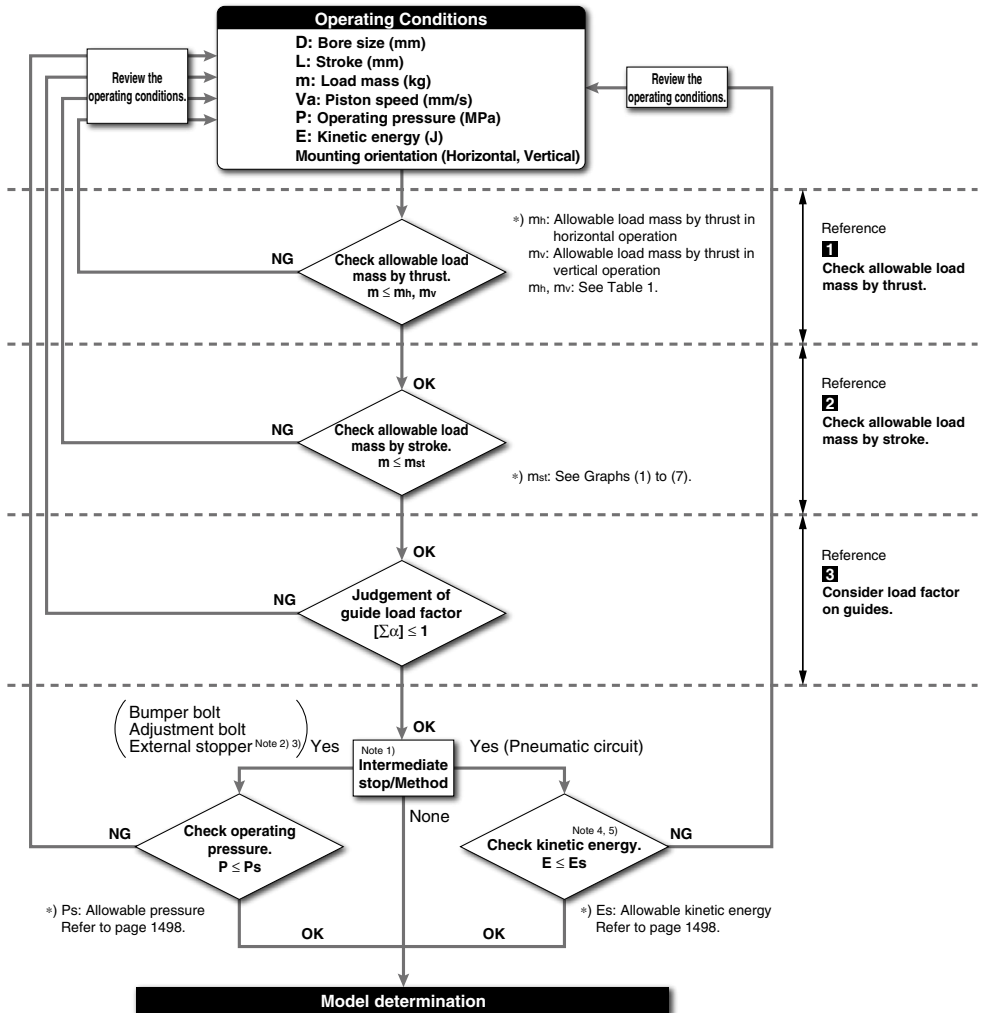 Operating Conditions
D: Bore size (mm)
L: Stroke (mm)
m: Load mass (kg)
Va: Piston speed (mm/s)
P: Operating pressure (MPa)
E: Kinetic energy (J)
Mounting orientation (Horizontal, Vertical)
Review the
operating conditions.
Review the
operating conditions.
NG
Check allowable load
mass by thrust.
m ≤ mh, mv
*) mh: Allowable load mass by thrust in
horizontal operation
mv: Allowable load mass by thrust in
vertical operation
mh, mv: See Table 1.
Reference
1
Check allowable load
mass by thrust.
OK
NG
Check allowable load
mass by stroke.
m ≤ mst
*) mst: See Graphs (1) to (7).
Reference
2
Check allowable load
mass by stroke.
OK
NG
Judgement of
guide load factor
[∑α] ≤ 1
Reference
3
Consider load factor
on guides.
OK
Bumper bolt
Adjustment bolt
External stopper Note 2) 3)
Yes
Note 1)
Intermediate
stop/Method
Yes (Pneumatic circuit)
None
NG
Check operating
pressure.
P ≤ Ps
Note 4, 5)
Check kinetic energy.
E ≤ Es
NG
*) Ps: Allowable pressure
Refer to page 1498.
*) Es: Allowable kinetic energy
Refer to page 1498.
OK
OK
Model determination